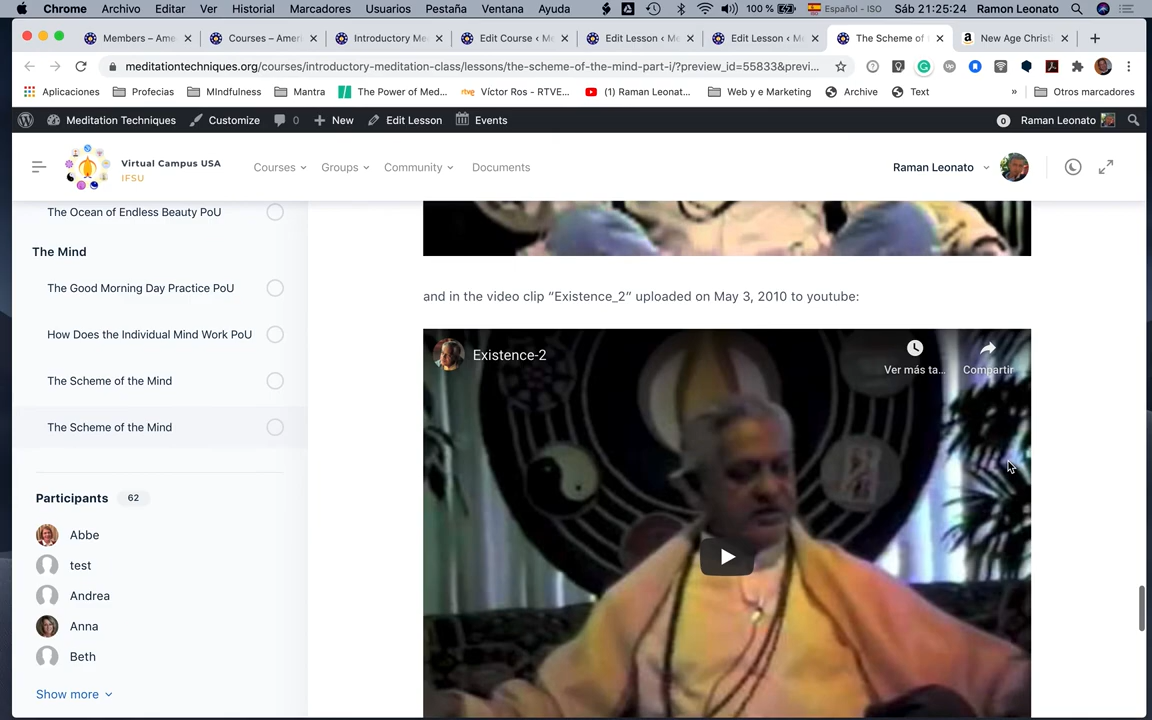 Chrome Archivo Editar Ver Historial Marcadores Usuarios Pestaña Ventana Ayuda 100 % Español - ISO Sáb 21:25:24 Ramon Leonato
Members – Ame Courses – Ameri Introductory Me Edit Course ‹ M Edit Lesson ‹ M Edit Lesson ‹ M The Scheme of New Age Christ
meditationtechniques.org/courses/introductory-meditation-class/lessons/the-scheme-of-the-mind-part-i/?preview_id=55833&previ...
Aplicaciones Profecias MIndfulness Mantra The Power of Med... Víctor Ros - RTVE... (1) Raman Leonat... Web y e Marketing Archive Text » Otros marcadores
Meditation Techniques Customize 0 New Edit Lesson Events 0 Raman Leonato
Virtual Campus USA
IFSU
Courses Groups Community Documents
Raman Leonato
The Ocean of Endless Beauty PoU
The Mind
The Good Morning Day Practice PoU
How Does the Individual Mind Work PoU
The Scheme of the Mind
The Scheme of the Mind
Participants 62
Abbe
test
Andrea
Anna
Beth
Show more
and in the video clip “Existence_2” uploaded on May 3, 2010 to youtube:
Existence-2
Ver más ta... Compartir